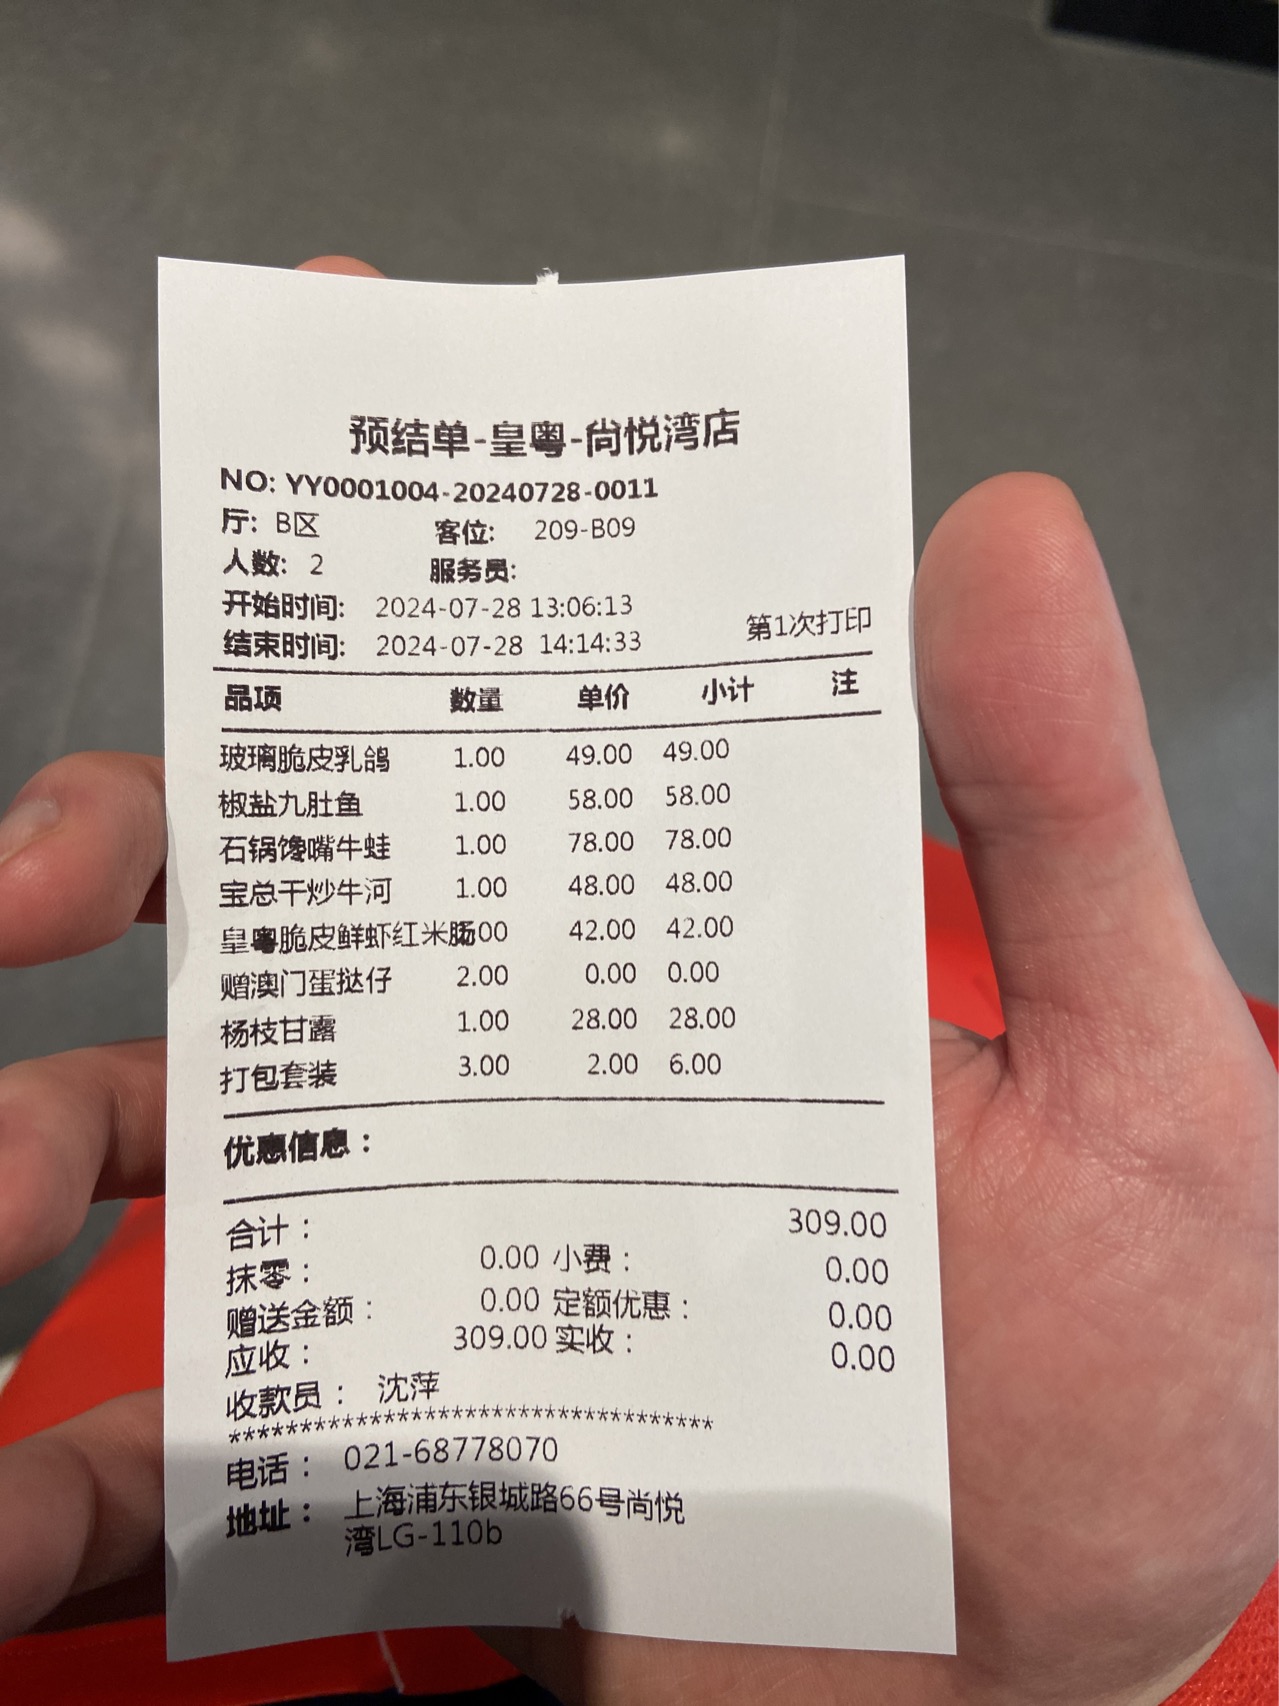 预结单-皇粤-尚悦湾店
NO: YY0001004-20240728-0011
厅: B区 客位: 209-B09
人数: 2 服务员:
开始时间: 2024-07-28 13:06:13
结束时间: 2024-07-28 14:14:33 第1次打印
品项 数量 单价 小计 注
玻璃脆皮乳鸽 1.00 49.00 49.00
椒盐九肚鱼 1.00 58.00 58.00
石锅馋嘴牛蛙 1.00 78.00 78.00
宝总干炒牛河 1.00 48.00 48.00
皇粤脆皮鲜虾红米肠 00 42.00 42.00
赠澳门蛋挞仔 2.00 0.00 0.00
杨枝甘露 1.00 28.00 28.00
打包套装 3.00 2.00 6.00
优惠信息：
合计： 309.00
抹零： 0.00 小费： 0.00
赠送金额： 0.00 定额优惠： 0.00
应收： 309.00 实收： 0.00
收款员： 沈萍
**********************************
电话： 021-68778070
地址： 上海浦东银城路66号尚悦
湾LG-110b